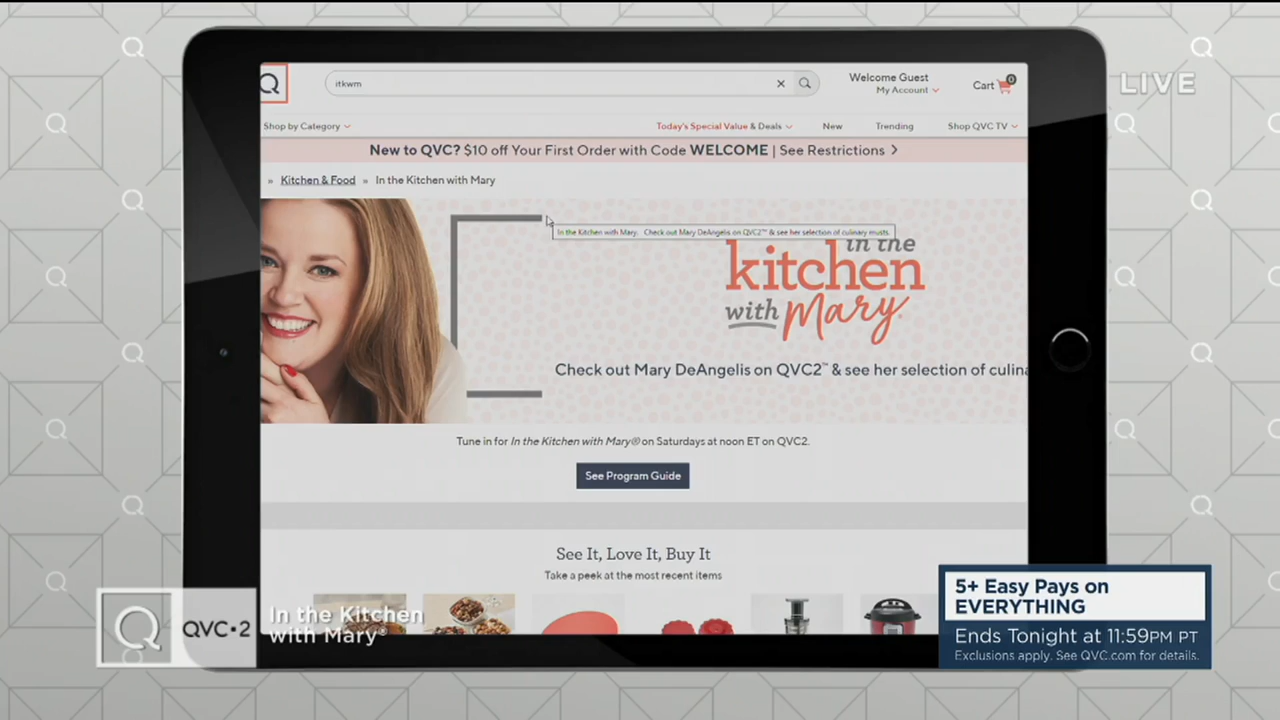 LIVE
Q
itkwm
Welcome Guest
My Account
Cart 0
Shop by Category
Today's Special Value & Deals
New
Trending
Shop QVC TV
New to QVC? $10 off Your First Order with Code WELCOME | See Restrictions
» Kitchen & Food » In the Kitchen with Mary
In the Kitchen with Mary. Check out Mary DeAngelis on QVC2™ & see her selection of culinary musts.
in the
kitchen
with Mary®
Check out Mary DeAngelis on QVC2™ & see her selection of culina
Tune in for In the Kitchen with Mary® on Saturdays at noon ET on QVC2.
See Program Guide
See It, Love It, Buy It
Take a peek at the most recent items
Q QVC•2
In the Kitchen
with Mary®
5+ Easy Pays on
EVERYTHING
Ends Tonight at 11:59PM PT
Exclusions apply. See QVC.com for details.